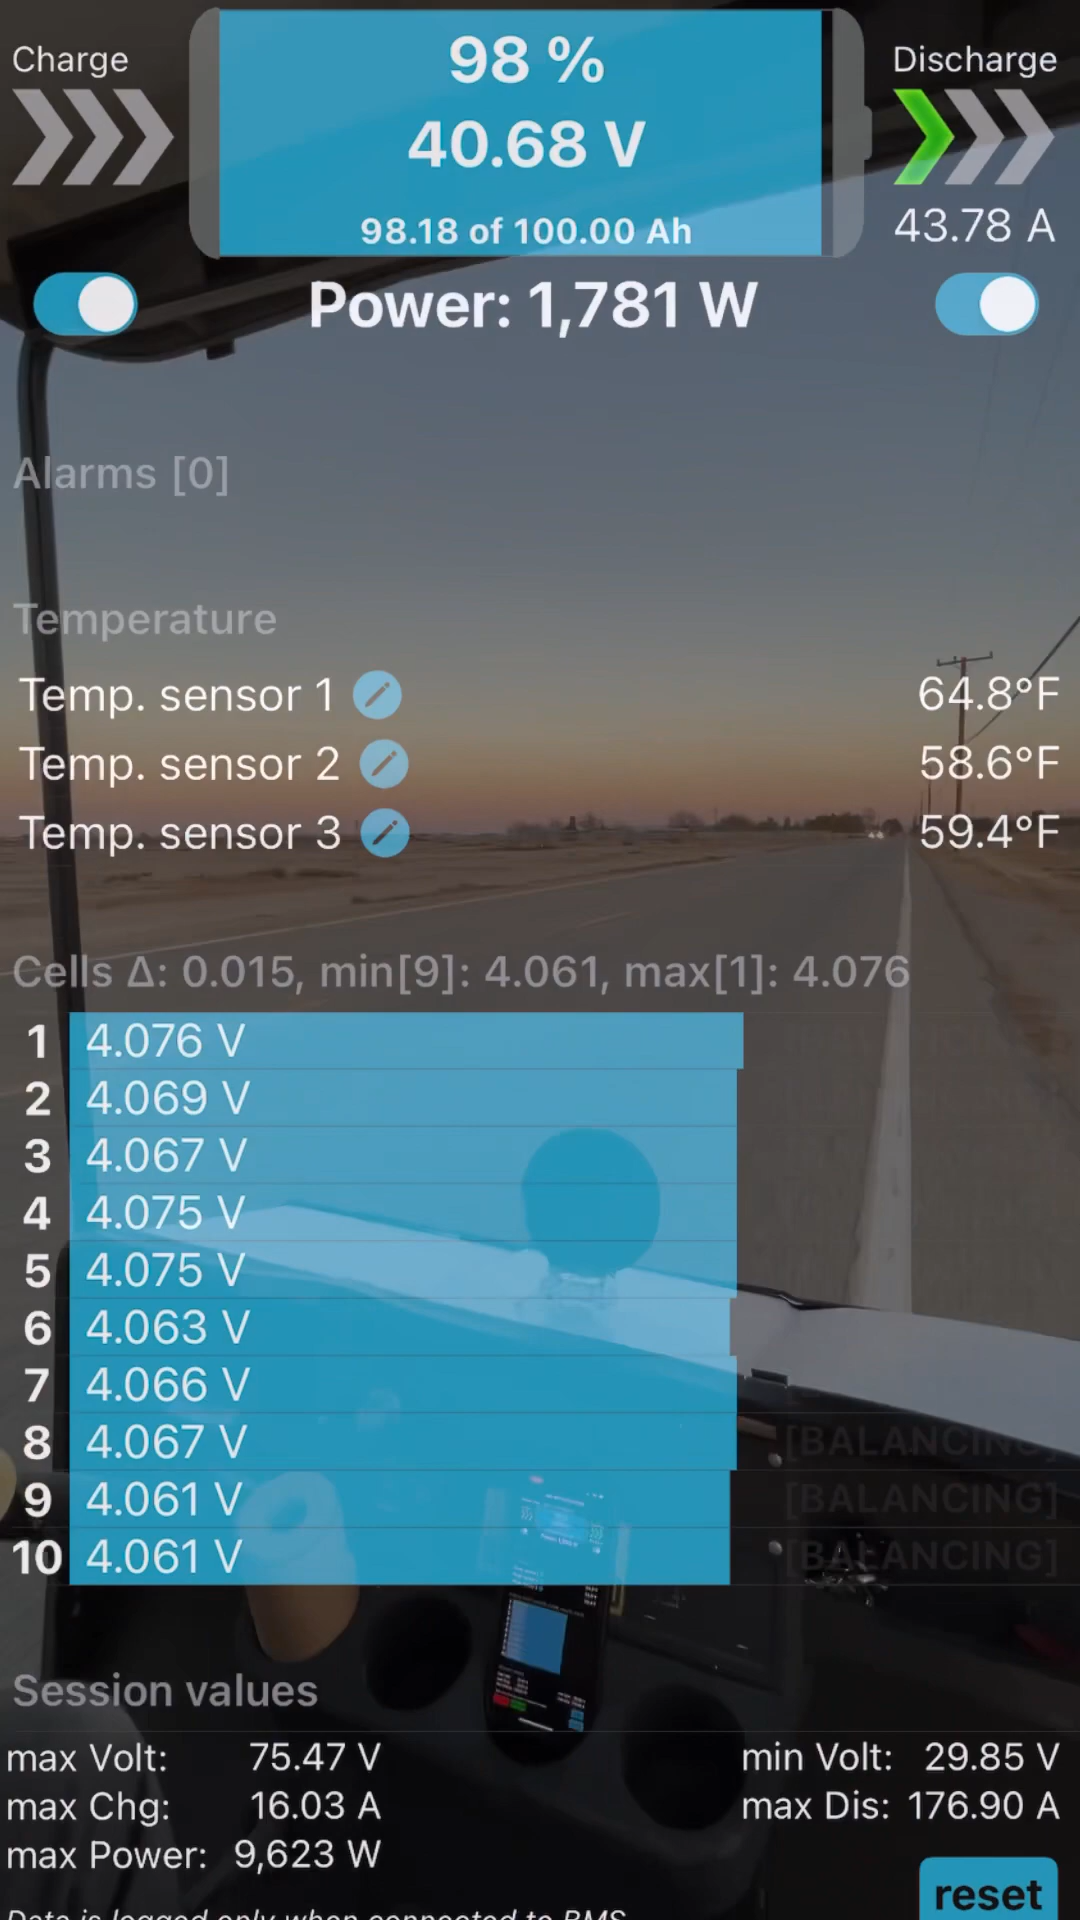 Charge
98 %
Discharge
40.68 V
98.18 of 100.00 Ah
43.78 A
Power: 1,781 W
Alarms [0]
Temperature
Temp. sensor 1 64.8°F
Temp. sensor 2 58.6°F
Temp. sensor 3 59.4°F
Cells Δ: 0.015, min[9]: 4.061, max[1]: 4.076
1 4.076 V
2 4.069 V
3 4.067 V
4 4.075 V
5 4.075 V
6 4.063 V
7 4.066 V
8 4.067 V [BALANCING]
9 4.061 V [BALANCING]
10 4.061 V [BALANCING]
Session values
max Volt: 75.47 V min Volt: 29.85 V
max Chg: 16.03 A max Dis: 176.90 A
max Power: 9,623 W
reset
Data is logged only when connected to BMS